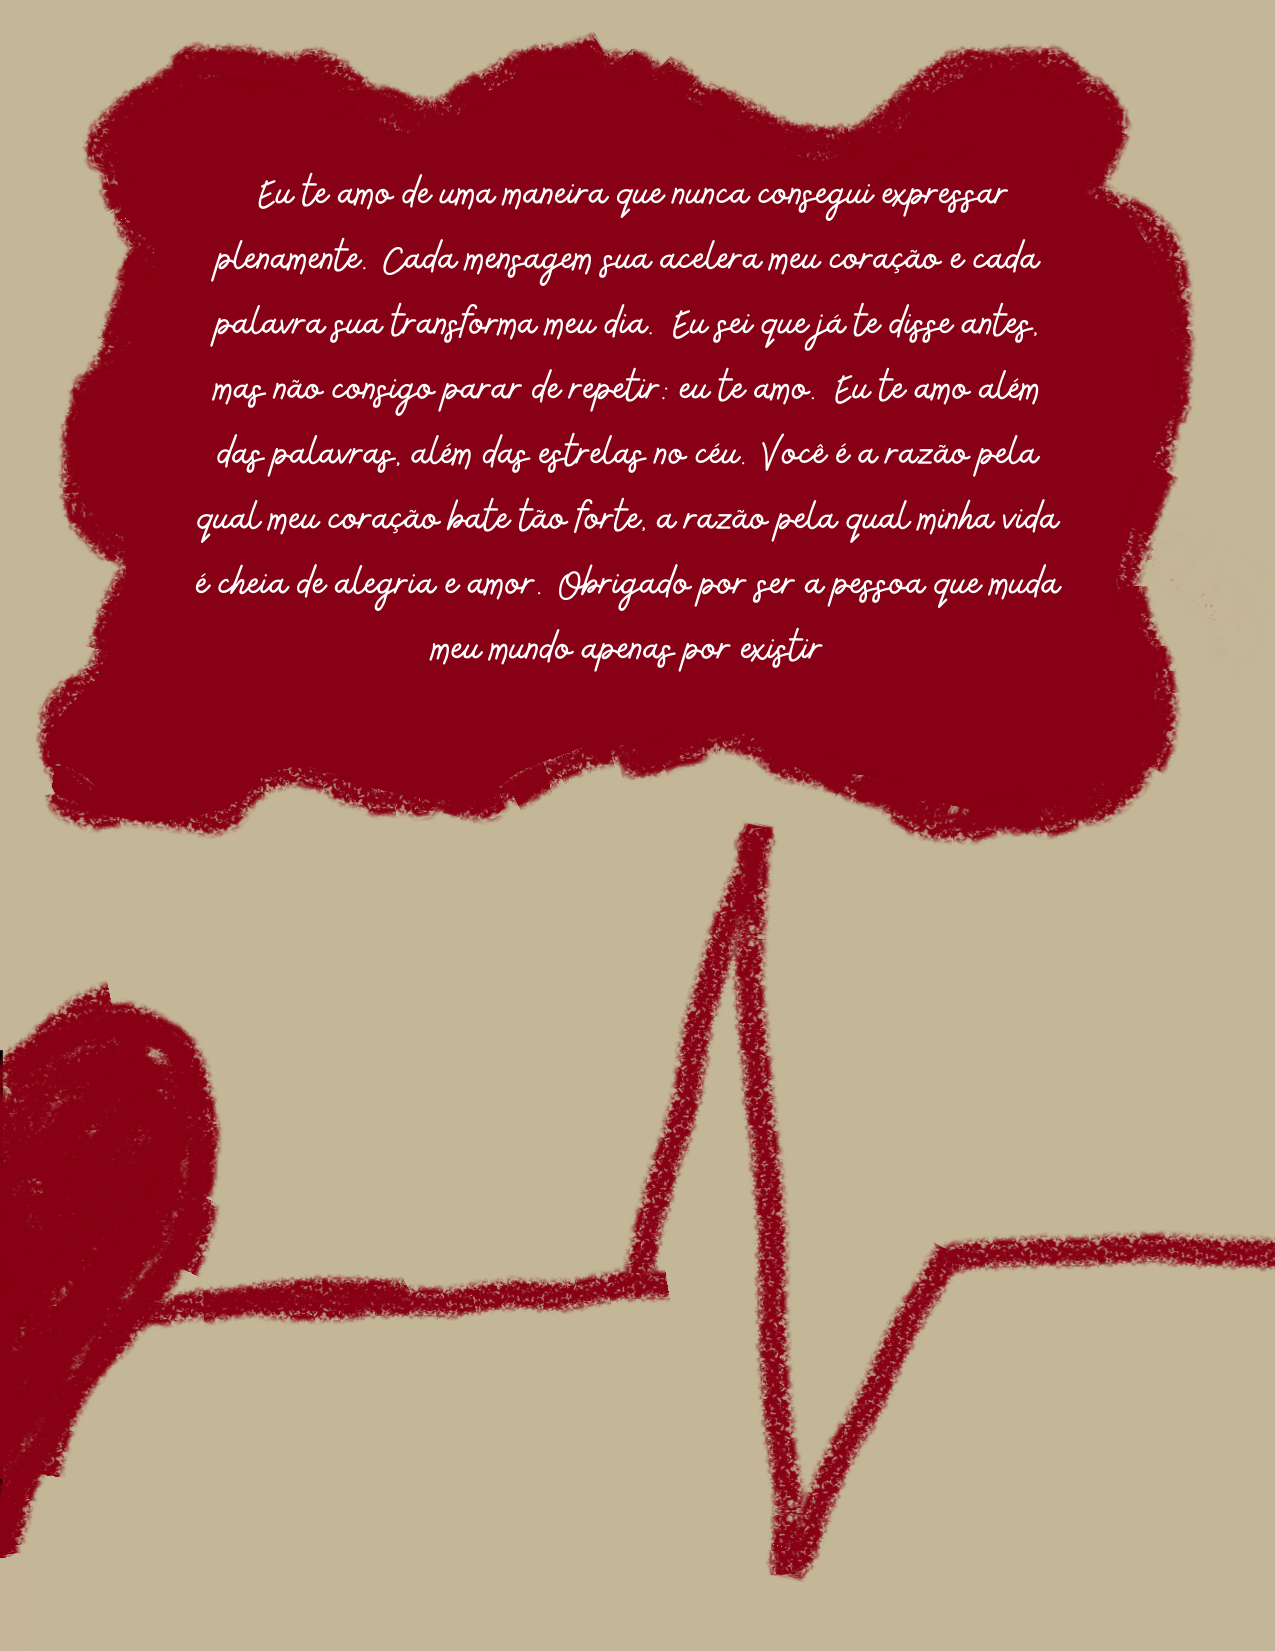 Eu te amo de uma maneira que nunca consegui expressar
plenamente. Cada mensagem sua acelera meu coração e cada
palavra sua transforma meu dia. Eu sei que já te disse antes,
mas não consigo parar de repetir: eu te amo. Eu te amo além
das palavras, além das estrelas no céu. Você é a razão pela
qual meu coração bate tão forte, a razão pela qual minha vida
é cheia de alegria e amor. Obrigado por ser a pessoa que muda
meu mundo apenas por existir